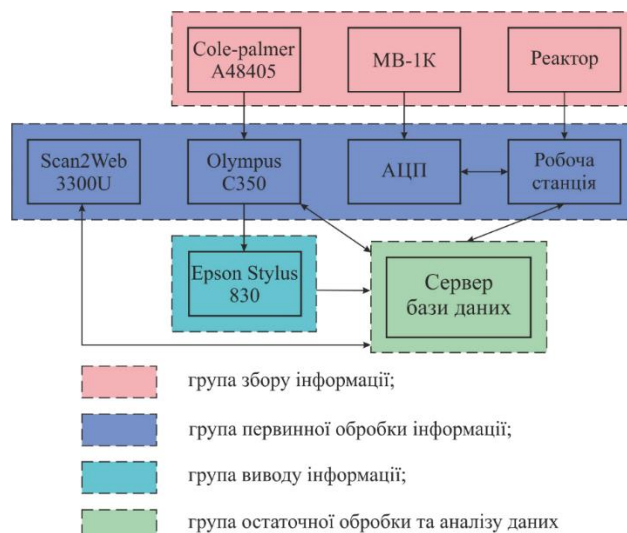 Cole-palmer
A48405
МВ-1К
Реактор
Scan2Web
3300U
Olympus
C350
АЦП
Робоча
станція
Epson Stylus
830
Сервер
бази даних
група збору інформації;
група первинної обробки інформації;
група виводу інформації;
група остаточної обробки та аналізу даних